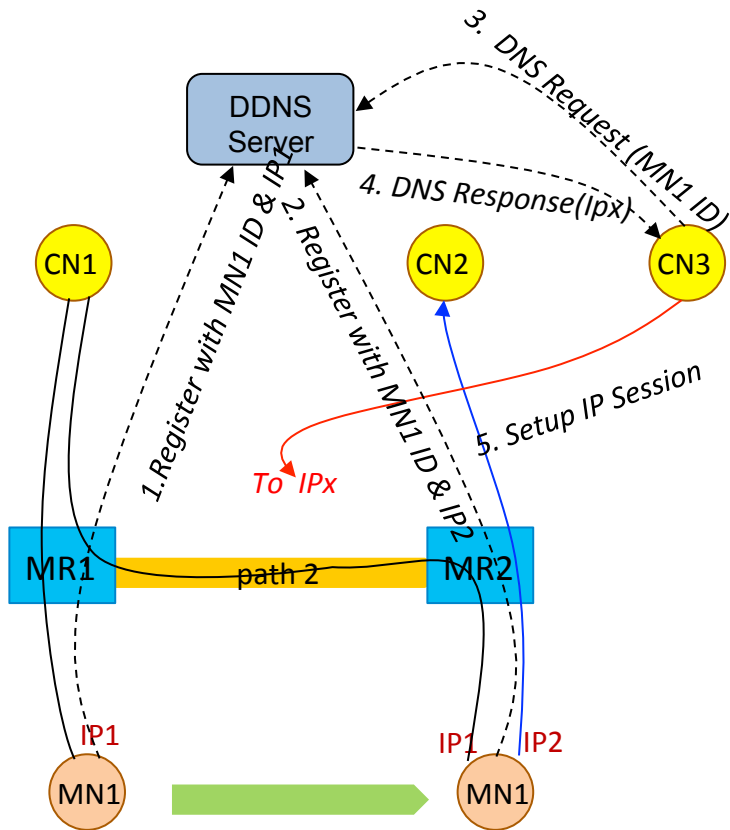 3. DNS Request (MN1 ID)
DDNS
Server
4. DNS Response(Ipx)
1.Register with MN1 ID & IP1
2. Register with MN1 ID & IP2
CN1
CN2
CN3
5. Setup IP Session
To IPx
MR1
path 2
MR2
IP1
IP1
IP2
MN1
MN1